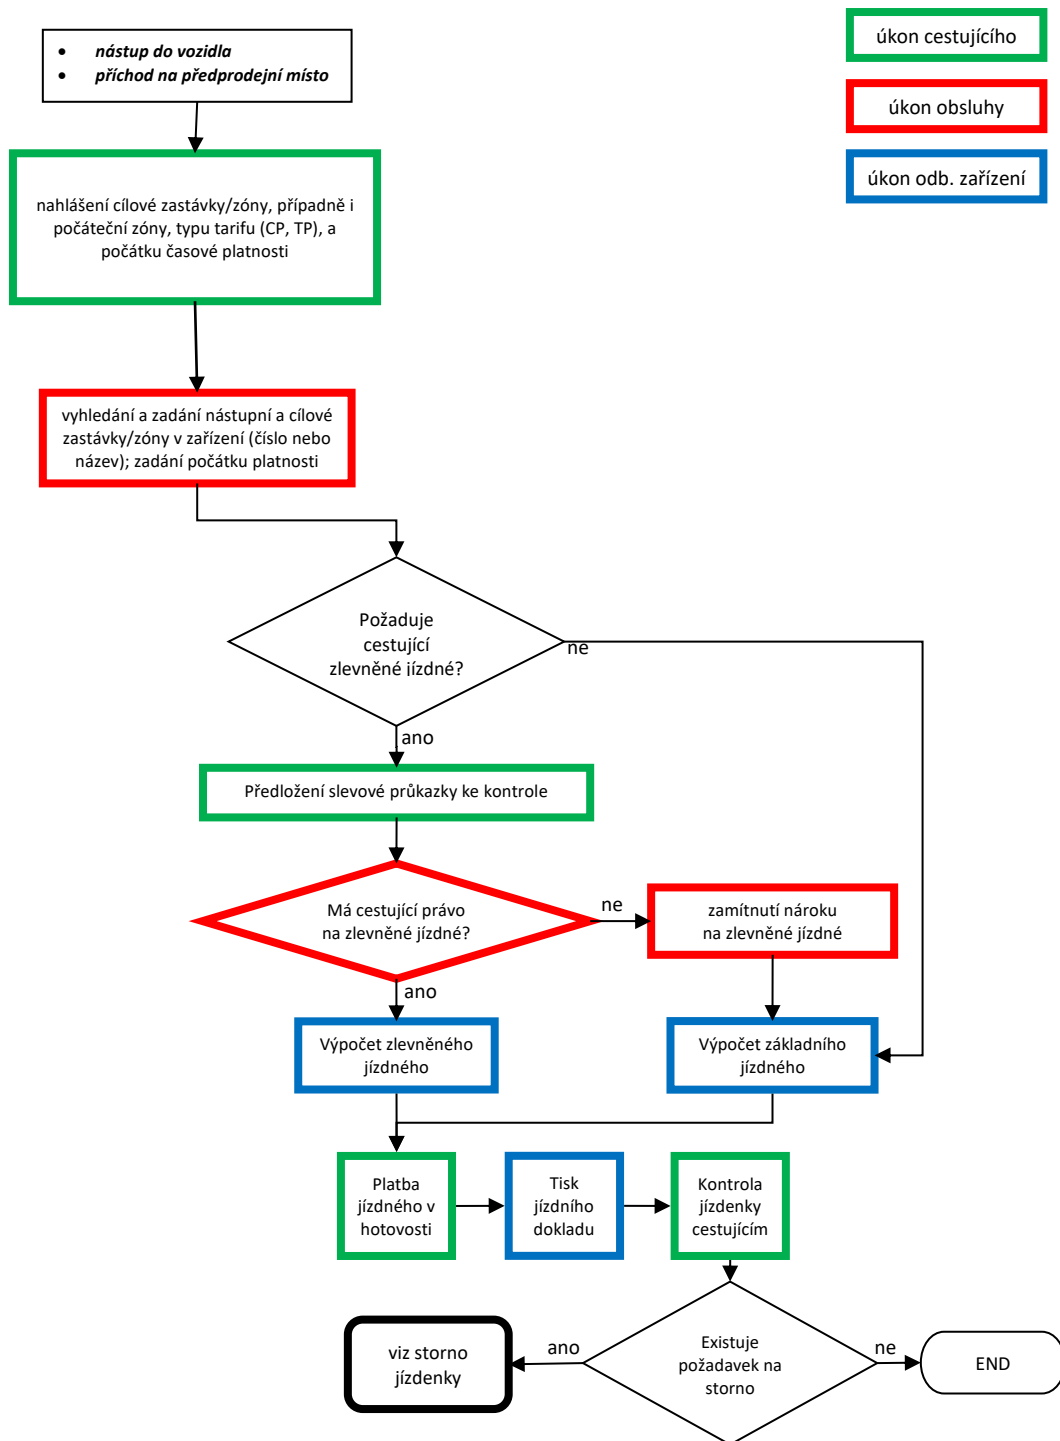 • nástup do vozidla
• příchod na předprodejní místo
úkon cestujícího
úkon obsluhy
úkon odb. zařízení
nahlášení cílové zastávky/zóny, případně i
počáteční zóny, typu tarifu (CP, TP), a
počátku časové platnosti
vyhledání a zadání nástupní a cílové
zastávky/zóny v zařízení (číslo nebo
název); zadání počátku platnosti
Požaduje
cestující
zlevněné jízdné?
ne
ano
Předložení slevové průkazky ke kontrole
Má cestující právo
na zlevněné jízdné?
ne
zamítnutí nároku
na zlevněné jízdné
ano
Výpočet zlevněného
jízdného
Výpočet základního
jízdného
Platba
jízdného v
hotovosti
Tisk
jízdního
dokladu
Kontrola
jízdenky
cestujícím
viz storno
jízdenky
ano
Existuje
požadavek na
storno
ne
END